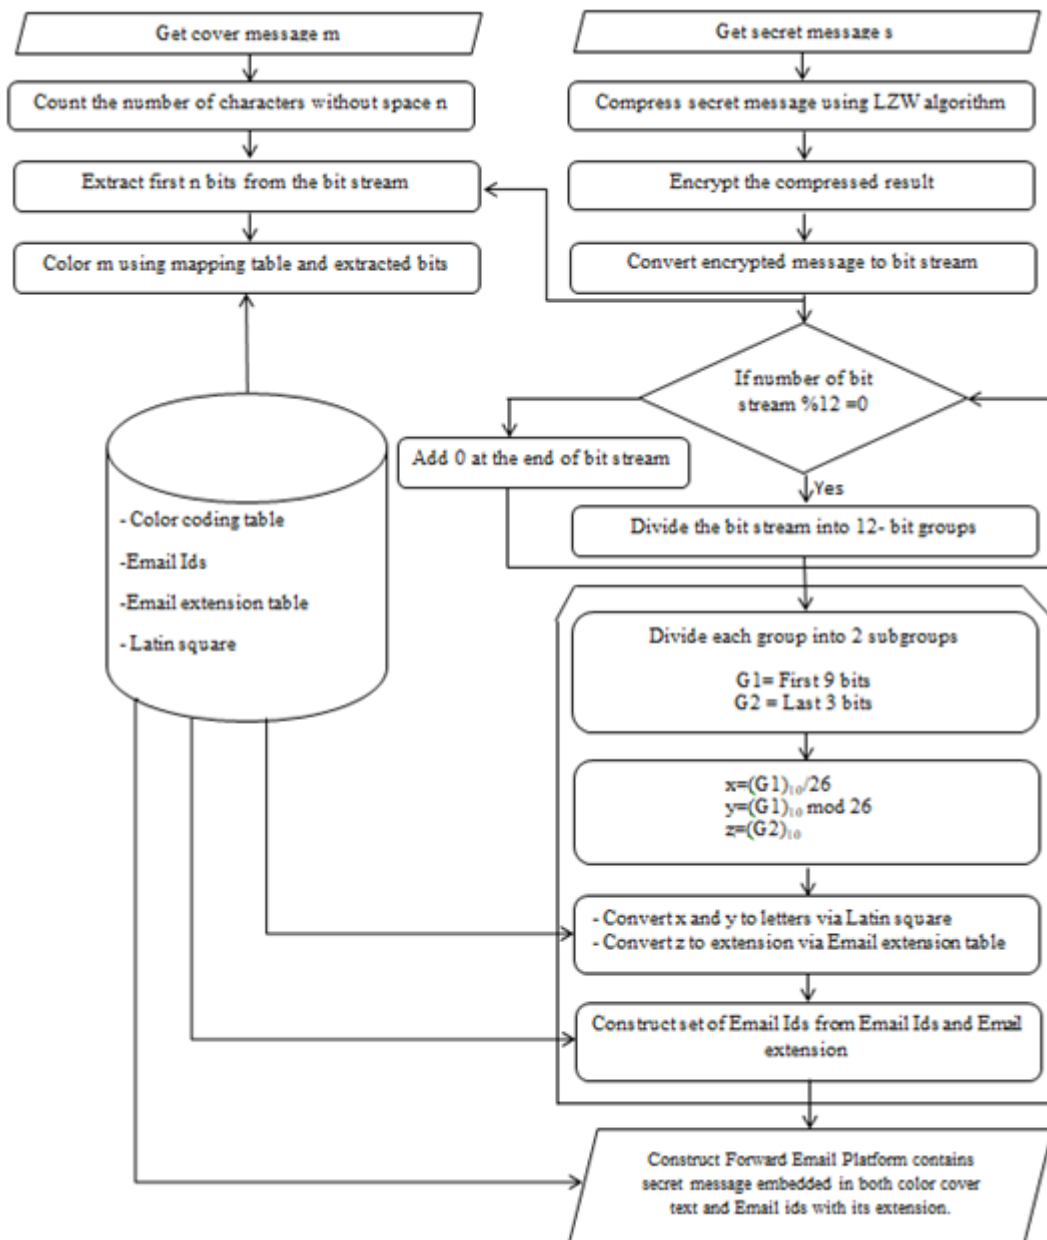 Get cover message m
Count the number of characters without space n
Extract first n bits from the bit stream
Color m using mapping table and extracted bits
- Color coding table
-Email Ids
-Email extension table
- Latin square
Get secret message s
Compress secret message using LZW algorithm
Encrypt the compressed result
Convert encrypted message to bit stream
If number of bit
stream %12 =0
Add 0 at the end of bit stream
Yes
Divide the bit stream into 12- bit groups
Divide each group into 2 subgroups
G1= First 9 bits
G2 = Last 3 bits
x=(G1)₁₀/26
y=(G1)₁₀ mod 26
z=(G2)₁₀
- Convert x and y to letters via Latin square
- Convert z to extension via Email extension table
Construct set of Email Ids from Email Ids and Email
extension
Construct Forward Email Platform contains
secret message embedded in both color cover
text and Email ids with its extension.